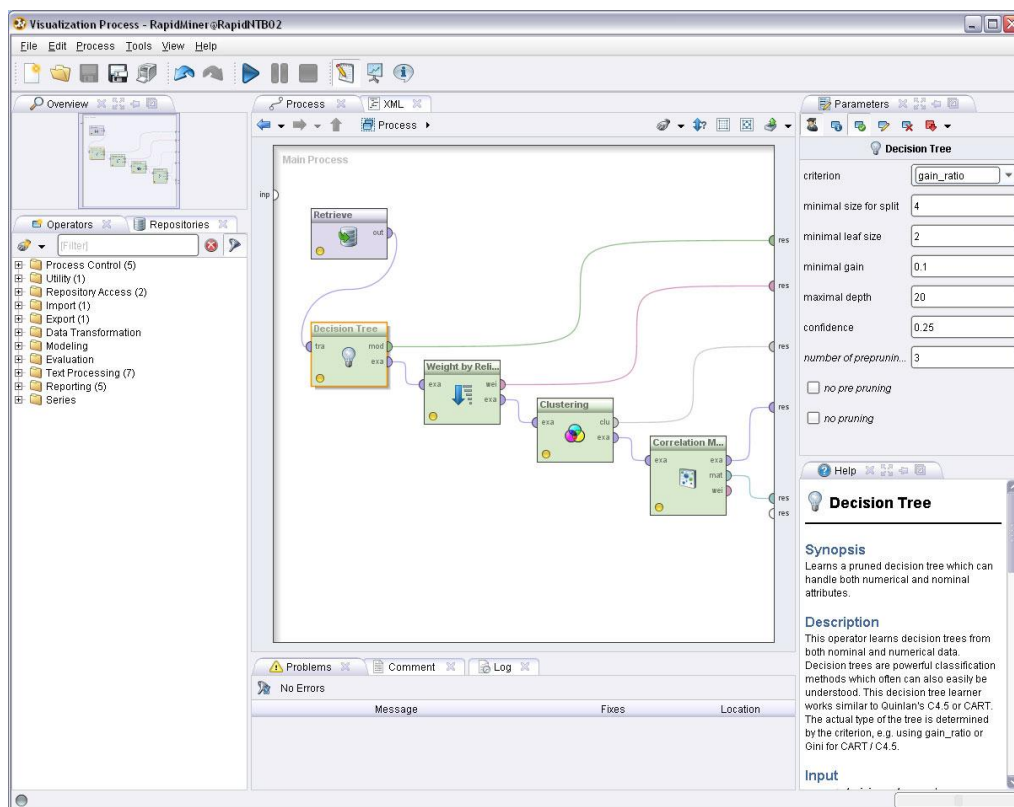 Visualization Process - RapidMiner@RapidNTB02
File Edit Process Tools View Help
Overview
Operators
Repositories
[Filter]
Process Control (5)
Utility (1)
Repository Access (2)
Import (1)
Export (1)
Data Transformation
Modeling
Evaluation
Text Processing (7)
Reporting (5)
Series
Process
XML
Process
Main Process
inp
Retrieve
out
Decision Tree
tra
mod
exa
Weight by Reli...
exa
wei
exa
Clustering
exa
clu
exa
Correlation M...
exa
exa
mat
wei
res
res
res
res
res
res
Problems
Comment
Log
No Errors
Message Fixes Location
Parameters
Decision Tree
criterion gain_ratio
minimal size for split 4
minimal leaf size 2
minimal gain 0.1
maximal depth 20
confidence 0.25
number of preprunin... 3
no pre pruning
no pruning
Help
Decision Tree
Synopsis
Learns a pruned decision tree which can
handle both numerical and nominal
attributes.
Description
This operator learns decision trees from
both nominal and numerical data.
Decision trees are powerful classification
methods which often can also easily be
understood. This decision tree learner
works similar to Quinlan's C4.5 or CART.
The actual type of the tree is determined
by the criterion, e.g. using gain_ratio or
Gini for CART / C4.5.
Input